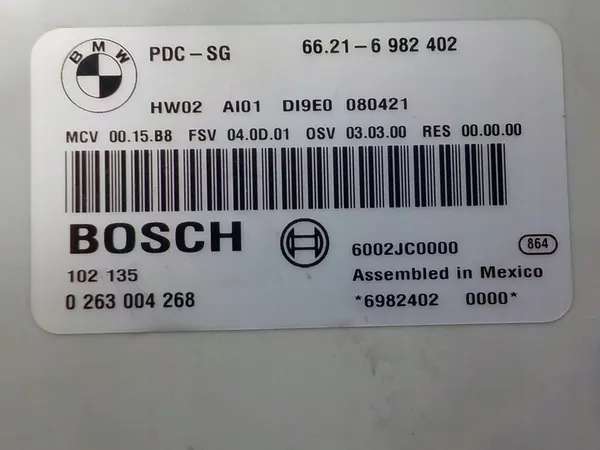 BMW
PDC-SG 66.21-6 982 402
HW02 AI01 DI9E0 080421
MCV 00.15.B8 FSV 04.0D.01 OSV 03.03.00 RES 00.00.00
BOSCH
6002JC0000 864
102 135 Assembled in Mexico
0 263 004 268 *6982402 0000*